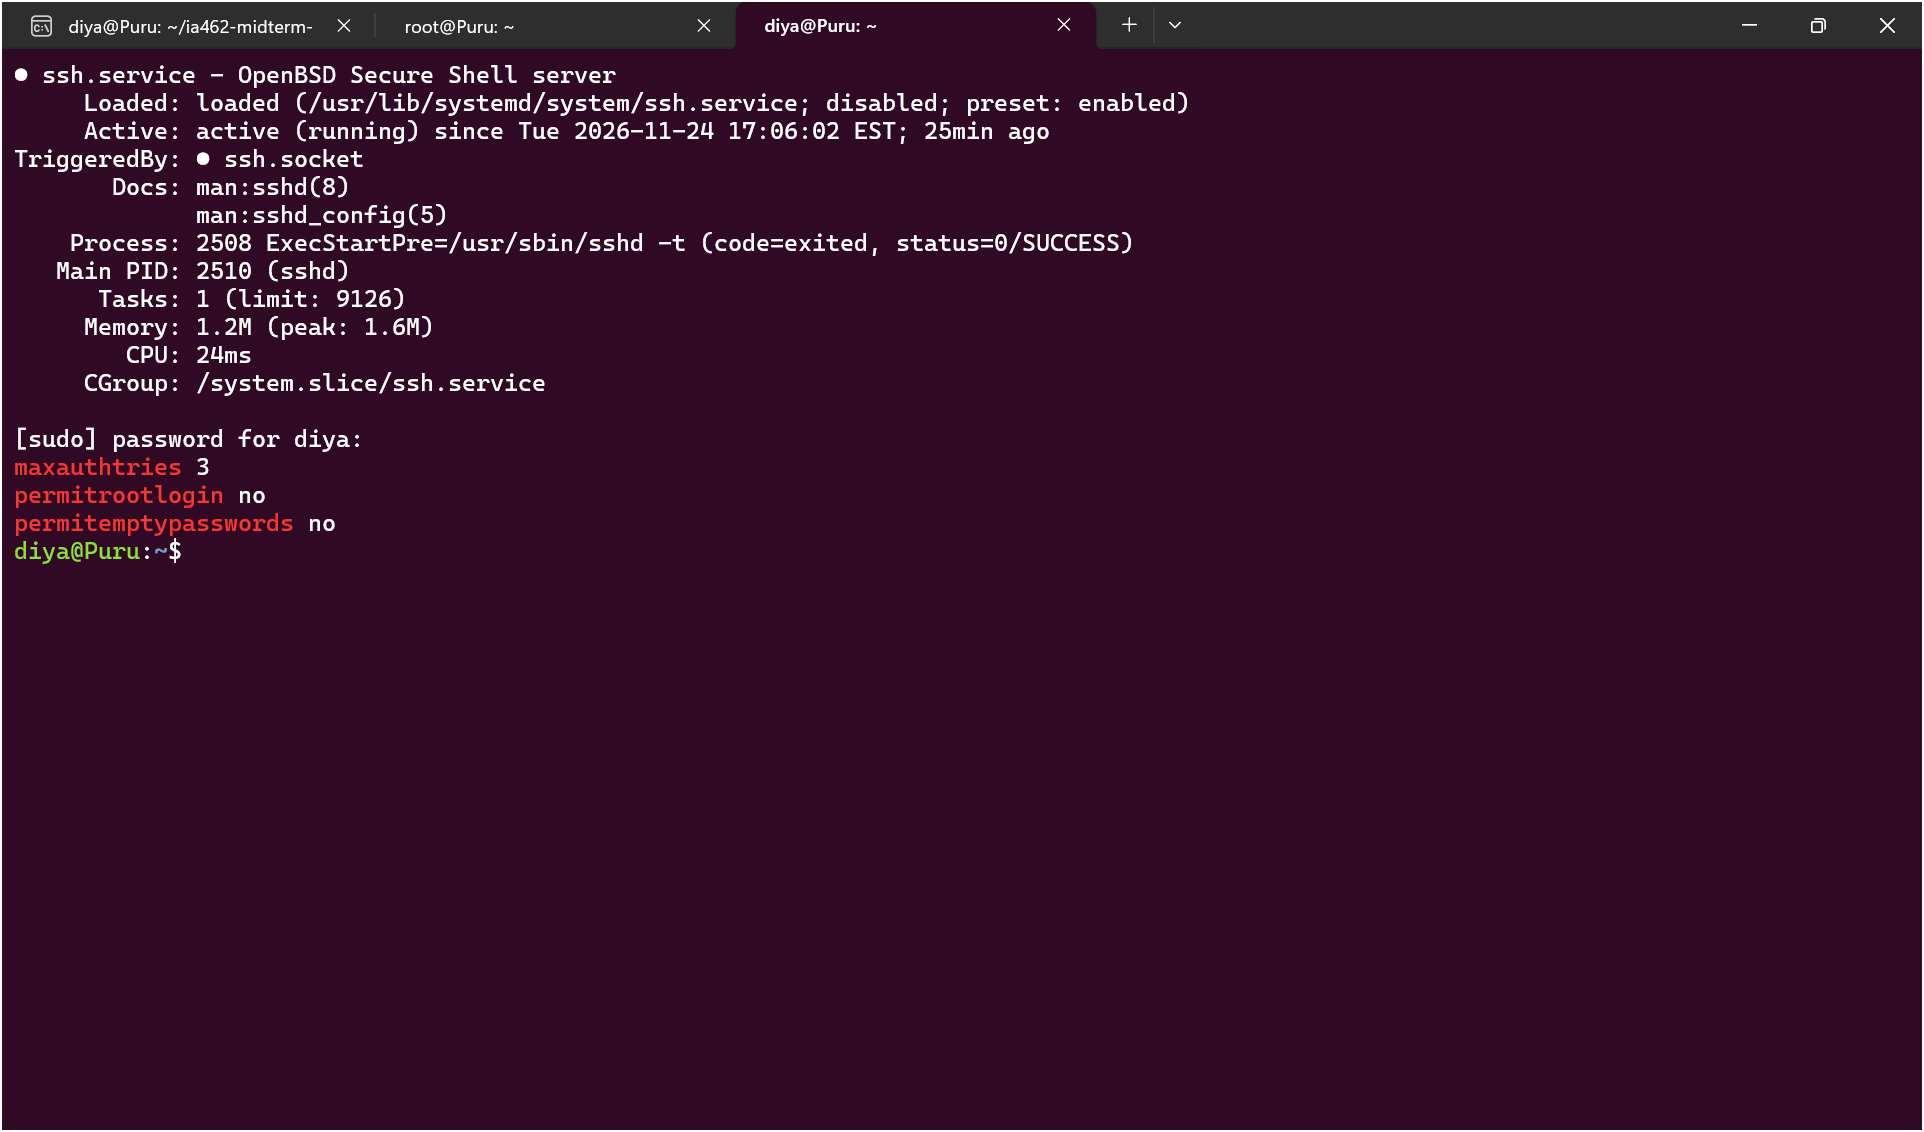 diya@Puru: ~/ia462-midterm-
root@Puru: ~
diya@Puru: ~
● ssh.service - OpenBSD Secure Shell server
     Loaded: loaded (/usr/lib/systemd/system/ssh.service; disabled; preset: enabled)
     Active: active (running) since Tue 2026-11-24 17:06:02 EST; 25min ago
TriggeredBy: ● ssh.socket
       Docs: man:sshd(8)
             man:sshd_config(5)
    Process: 2508 ExecStartPre=/usr/sbin/sshd -t (code=exited, status=0/SUCCESS)
   Main PID: 2510 (sshd)
      Tasks: 1 (limit: 9126)
     Memory: 1.2M (peak: 1.6M)
        CPU: 24ms
     CGroup: /system.slice/ssh.service
[sudo] password for diya:
maxauthtries 3
permitrootlogin no
permitemptypasswords no
diya@Puru:~$